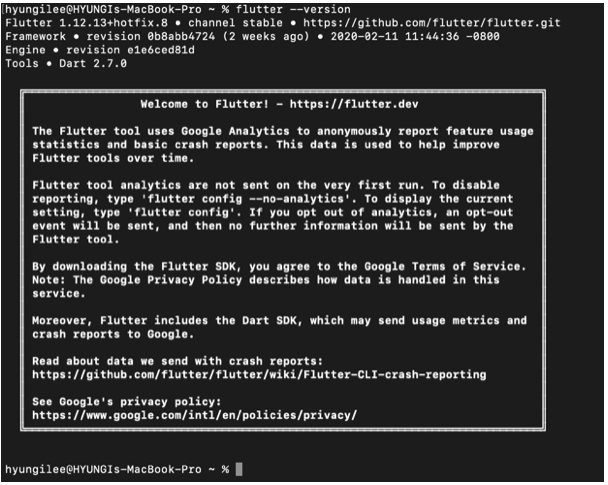 hyungilee@HYUNGIs-MacBook-Pro ~ % flutter --version
Flutter 1.12.13+hotfix.8 • channel stable • https://github.com/flutter/flutter.git
Framework • revision 0b8abb4724 (2 weeks ago) • 2020-02-11 11:44:36 -0800
Engine • revision e1e6ced81d
Tools • Dart 2.7.0
Welcome to Flutter! - https://flutter.dev
The Flutter tool uses Google Analytics to anonymously report feature usage
statistics and basic crash reports. This data is used to help improve
Flutter tools over time.
Flutter tool analytics are not sent on the very first run. To disable
reporting, type 'flutter config --no-analytics'. To display the current
setting, type 'flutter config'. If you opt out of analytics, an opt-out
event will be sent, and then no further information will be sent by the
Flutter tool.
By downloading the Flutter SDK, you agree to the Google Terms of Service.
Note: The Google Privacy Policy describes how data is handled in this
service.
Moreover, Flutter includes the Dart SDK, which may send usage metrics and
crash reports to Google.
Read about data we send with crash reports:
https://github.com/flutter/flutter/wiki/Flutter-CLI-crash-reporting
See Google's privacy policy:
https://www.google.com/intl/en/policies/privacy/
hyungilee@HYUNGIs-MacBook-Pro ~ %